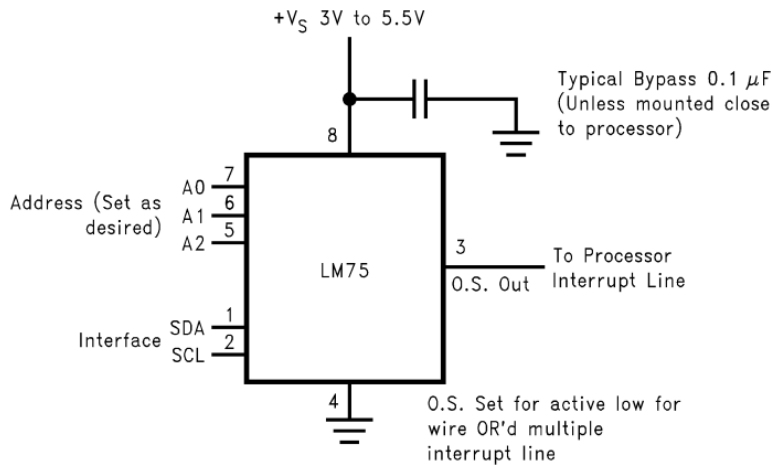 +VS 3V to 5.5V
Typical Bypass 0.1 μF
(Unless mounted close
to processor)
8
Address (Set as
desired)
A0 7
A1 6
A2 5
LM75
3
O.S. Out
To Processor
Interrupt Line
Interface
SDA 1
SCL 2
4
O.S. Set for active low for
wire OR'd multiple
interrupt line